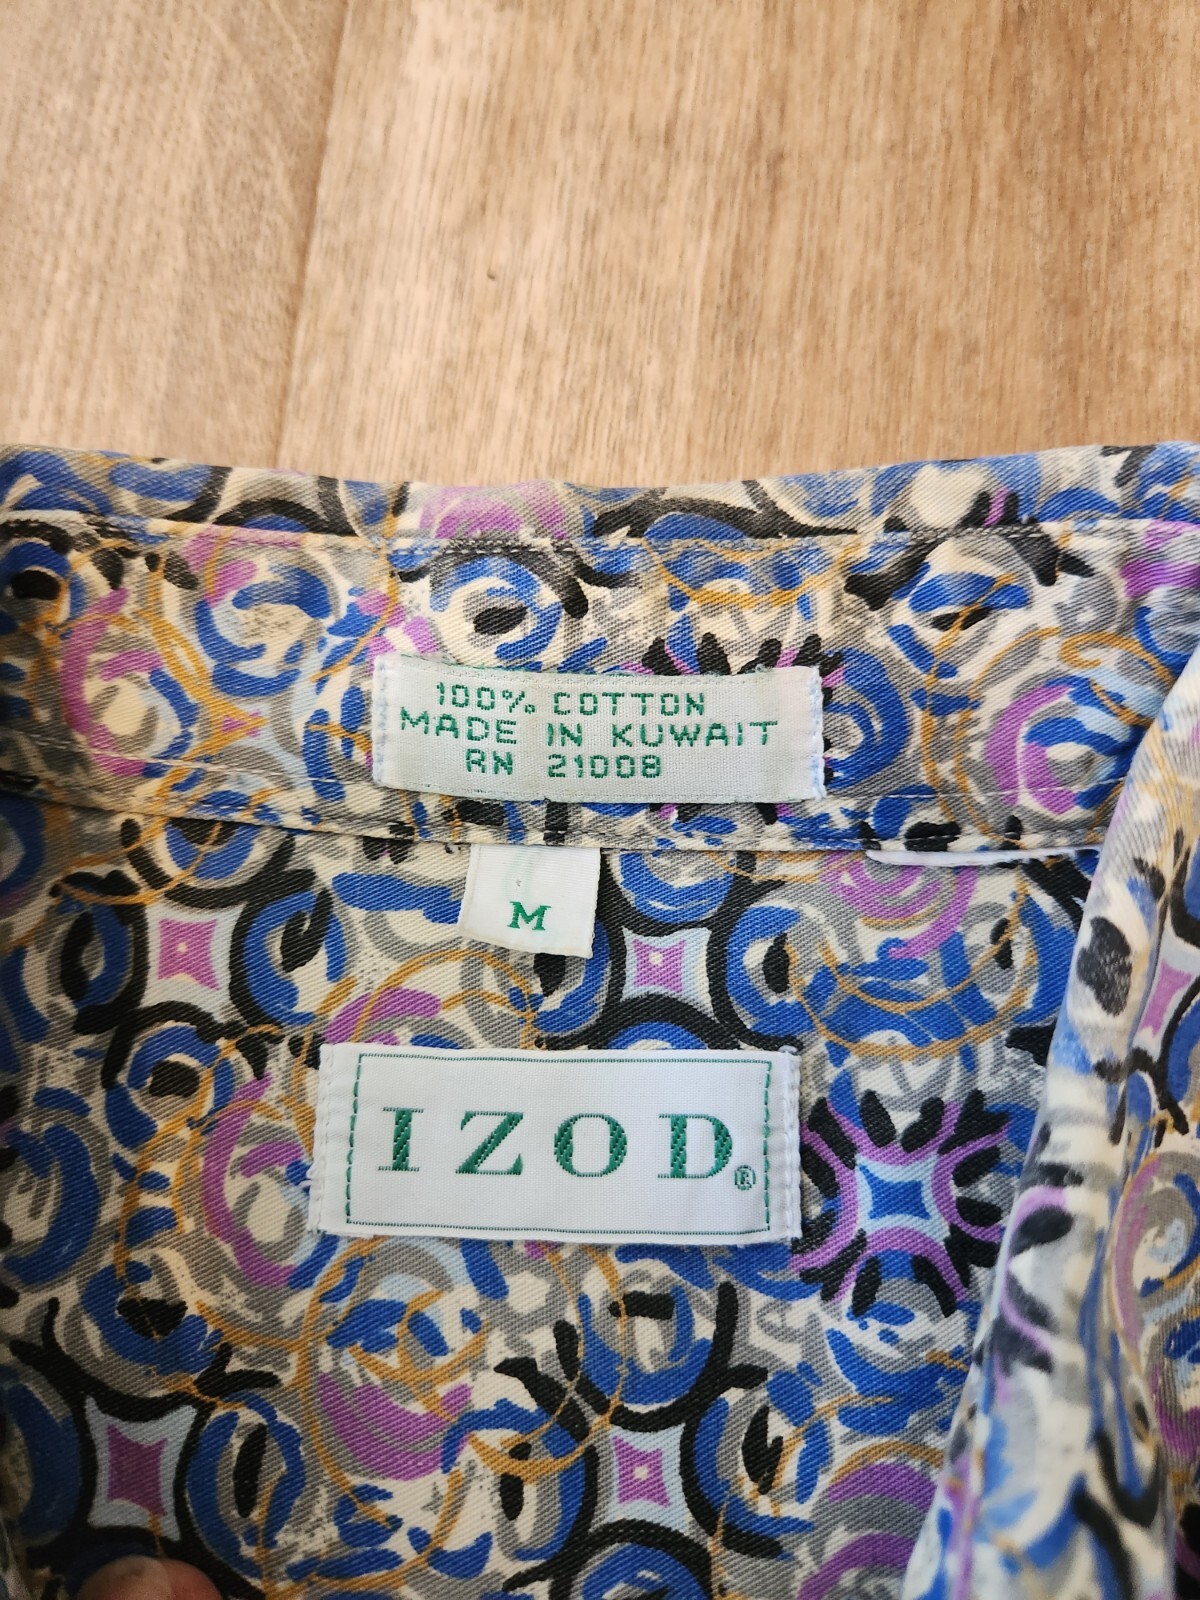 100% COTTON
MADE IN KUWAIT
RN 21008
M
IZOD®